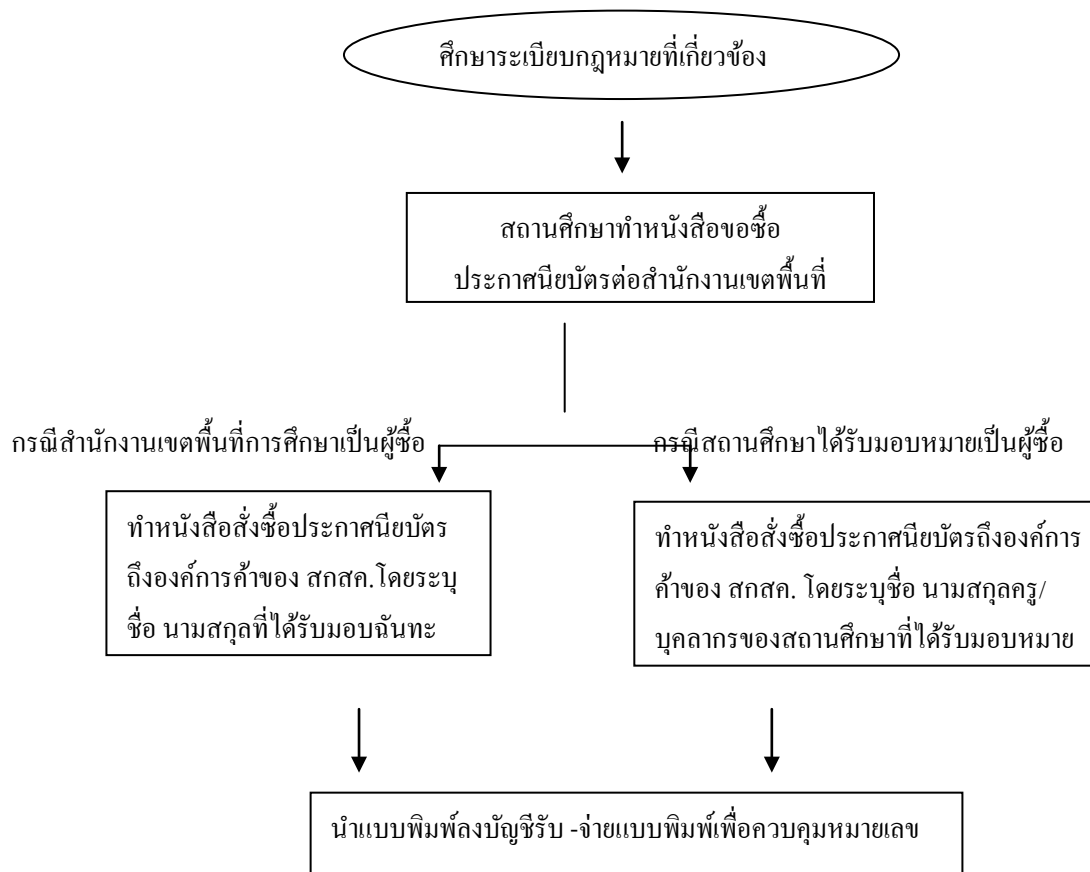 ศึกษาระเบียบกฎหมายที่เกี่ยวข้อง
สถานศึกษาทำหนังสือขอซื้อ
ประกาศนียบัตรต่อสำนักงานเขตพื้นที่
กรณีสำนักงานเขตพื้นที่การศึกษาเป็นผู้ซื้อ
กรณีสถานศึกษาได้รับมอบหมายเป็นผู้ซื้อ
ทำหนังสือสั่งซื้อประกาศนียบัตร
ถึงองค์การค้าของ สกสค.โดยระบุ
ชื่อ นามสกุลที่ได้รับมอบฉันทะ
ทำหนังสือสั่งซื้อประกาศนียบัตรถึงองค์การ
ค้าของ สกสค. โดยระบุชื่อ นามสกุลครู/
บุคลากรของสถานศึกษาที่ได้รับมอบหมาย
นำแบบพิมพ์ลงบัญชีรับ -จ่ายแบบพิมพ์เพื่อควบคุมหมายเลข